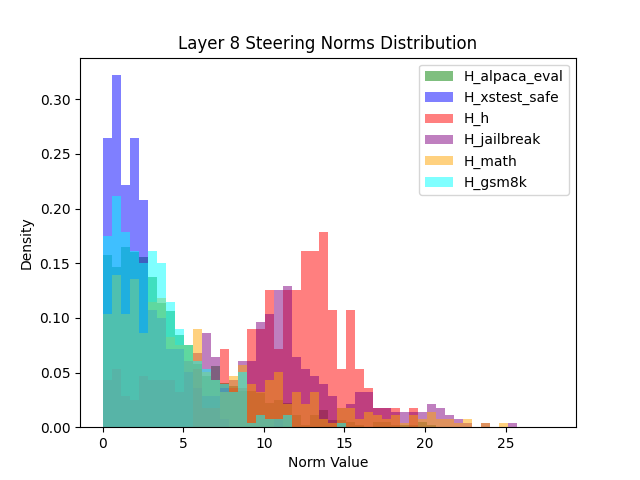 Layer 8 Steering Norms Distribution
H_alpaca_eval
H_xstest_safe
H_h
H_jailbreak
H_math
H_gsm8k
Density
0.30
0.25
0.20
0.15
0.10
0.05
0.00
0 5 10 15 20 25
Norm Value